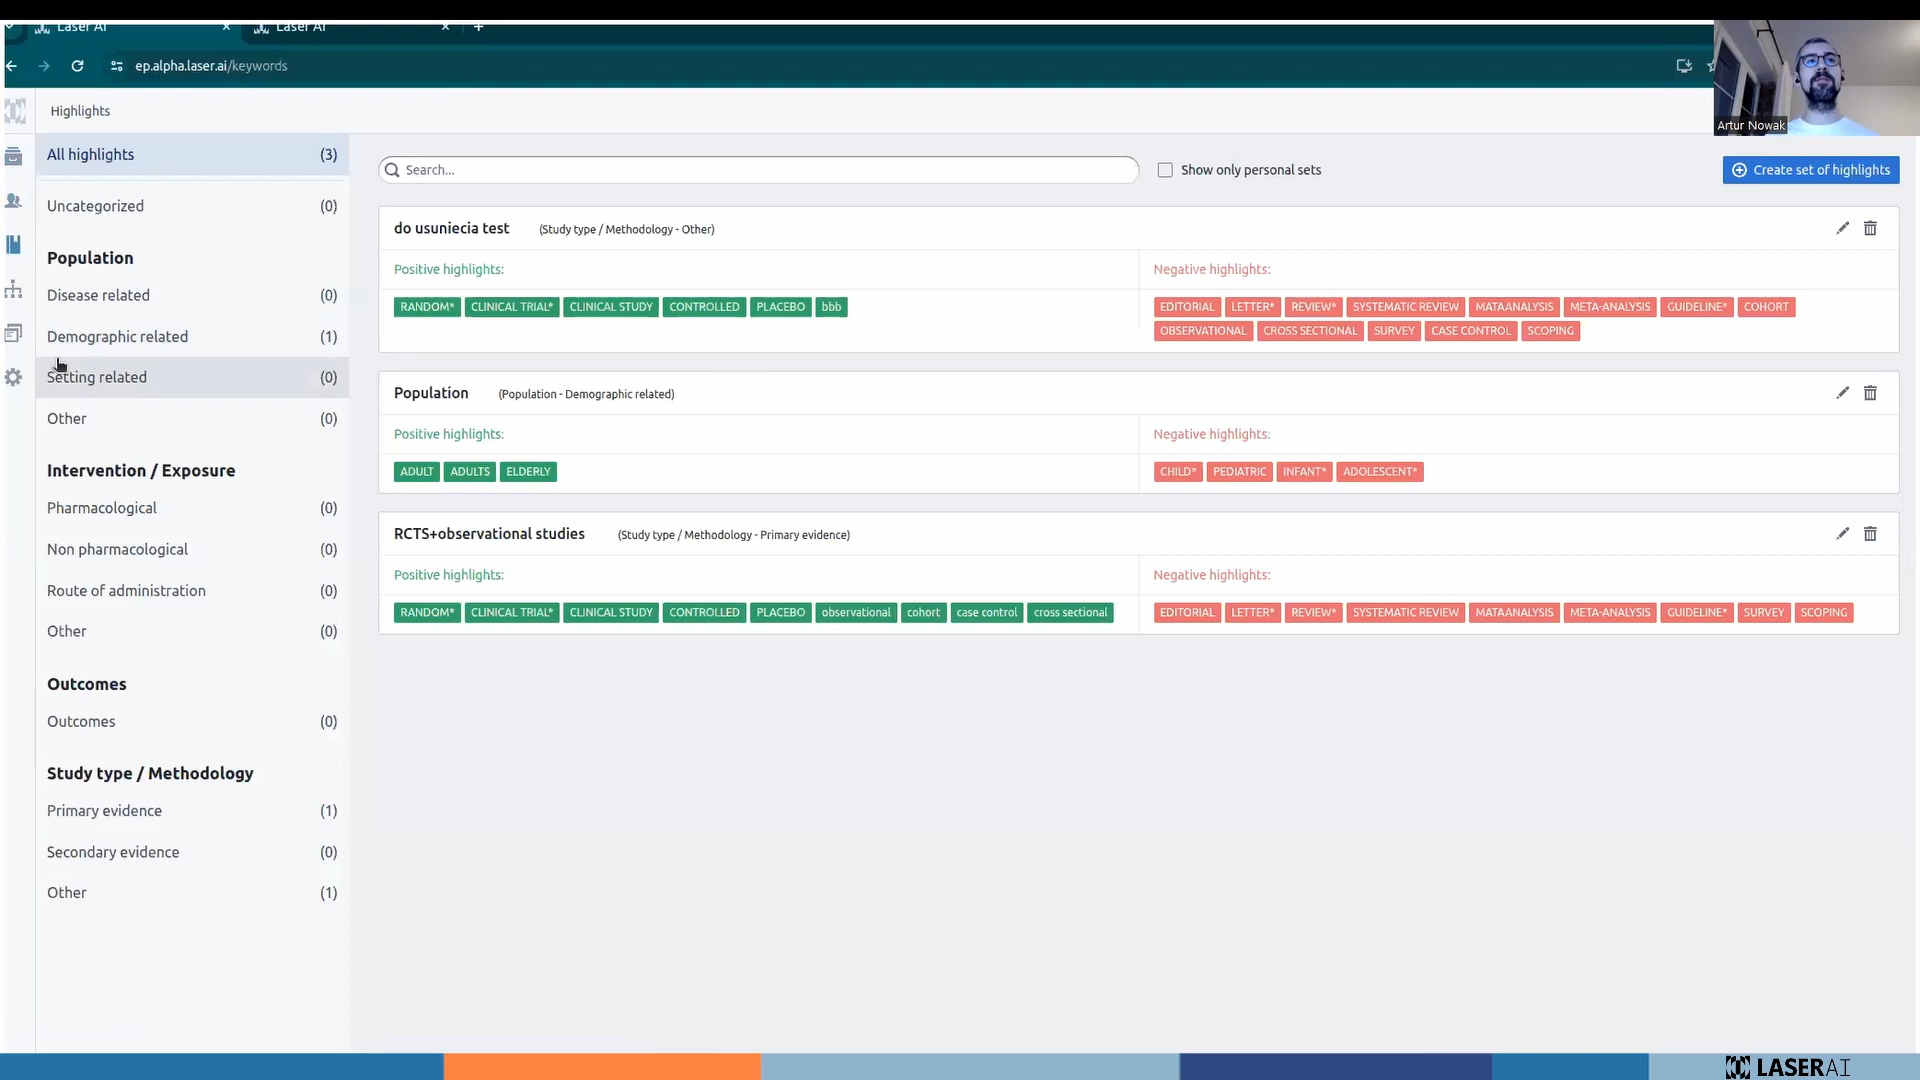 Laser AI
Laser AI
ep.alpha.laser.ai/keywords
Artur Nowak
Highlights
All highlights (3)
Uncategorized (0)
Population
Disease related (0)
Demographic related (1)
Setting related (0)
Other (0)
Intervention / Exposure
Pharmacological (0)
Non pharmacological (0)
Route of administration (0)
Other (0)
Outcomes
Outcomes (0)
Study type / Methodology
Primary evidence (1)
Secondary evidence (0)
Other (1)
Search...
Show only personal sets
Create set of highlights
do usuniecia test (Study type / Methodology - Other)
Positive highlights:
RANDOM* CLINICAL TRIAL* CLINICAL STUDY CONTROLLED PLACEBO bbb
Negative highlights:
EDITORIAL LETTER* REVIEW* SYSTEMATIC REVIEW MATAANALYSIS META-ANALYSIS GUIDELINE* COHORT
OBSERVATIONAL CROSS SECTIONAL SURVEY CASE CONTROL SCOPING
Population (Population - Demographic related)
Positive highlights:
ADULT ADULTS ELDERLY
Negative highlights:
CHILD* PEDIATRIC INFANT* ADOLESCENT*
RCTS+observational studies (Study type / Methodology - Primary evidence)
Positive highlights:
RANDOM* CLINICAL TRIAL* CLINICAL STUDY CONTROLLED PLACEBO observational cohort case control cross sectional
Negative highlights:
EDITORIAL LETTER* REVIEW* SYSTEMATIC REVIEW MATAANALYSIS META-ANALYSIS GUIDELINE* SURVEY SCOPING
LASERAI